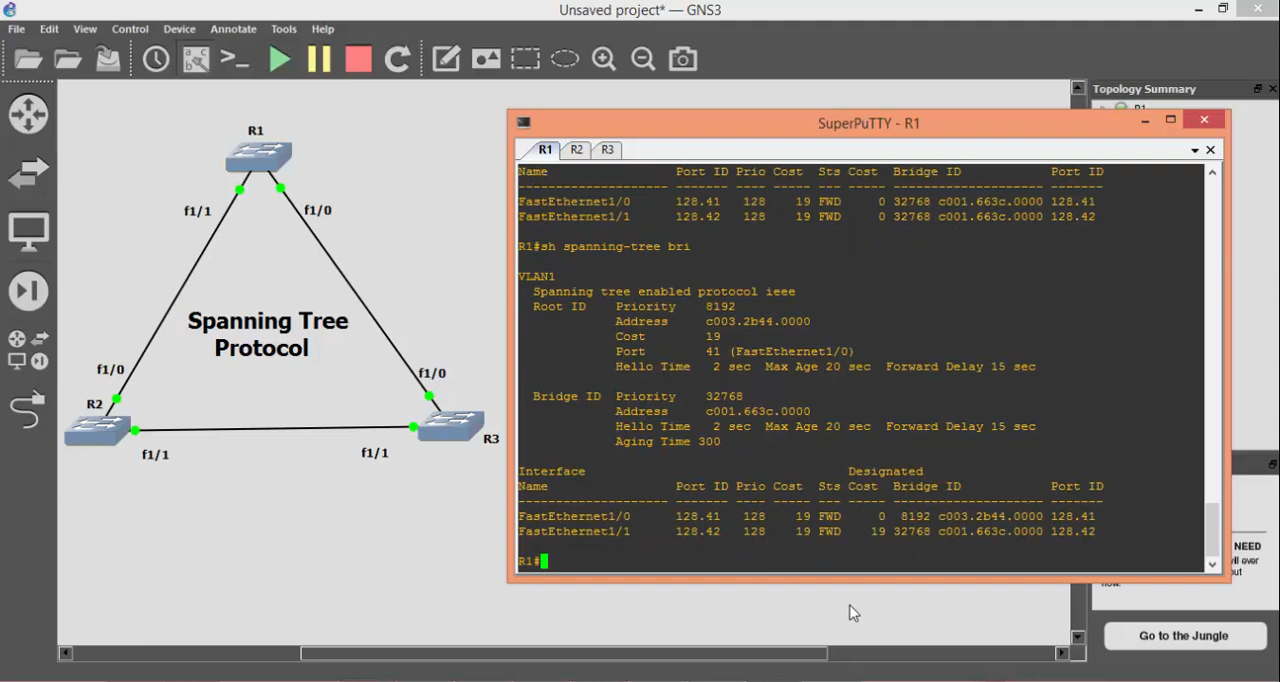 Unsaved project* — GNS3
File Edit View Control Device Annotate Tools Help
Topology Summary
R1
f1/1
f1/0
Spanning Tree
Protocol
f1/0
f1/0
R2
R3
f1/1
f1/1
SuperPuTTY - R1
R1 R2 R3
Name Port ID Prio Cost Sts Cost Bridge ID Port ID
-------------------- ------- ---- ----- --- ----- -------------------- -------
FastEthernet1/0 128.41 128 19 FWD 0 32768 c001.663c.0000 128.41
FastEthernet1/1 128.42 128 19 FWD 0 32768 c001.663c.0000 128.42
R1#sh spanning-tree bri
VLAN1
Spanning tree enabled protocol ieee
Root ID Priority 8192
Address c003.2b44.0000
Cost 19
Port 41 (FastEthernet1/0)
Hello Time 2 sec Max Age 20 sec Forward Delay 15 sec
Bridge ID Priority 32768
Address c001.663c.0000
Hello Time 2 sec Max Age 20 sec Forward Delay 15 sec
Aging Time 300
Interface Designated
Name Port ID Prio Cost Sts Cost Bridge ID Port ID
-------------------- ------- ---- ----- --- ----- -------------------- -------
FastEthernet1/0 128.41 128 19 FWD 0 8192 c003.2b44.0000 128.41
FastEthernet1/1 128.42 128 19 FWD 19 32768 c001.663c.0000 128.42
R1#
NEED
ever
out
Go to the Jungle